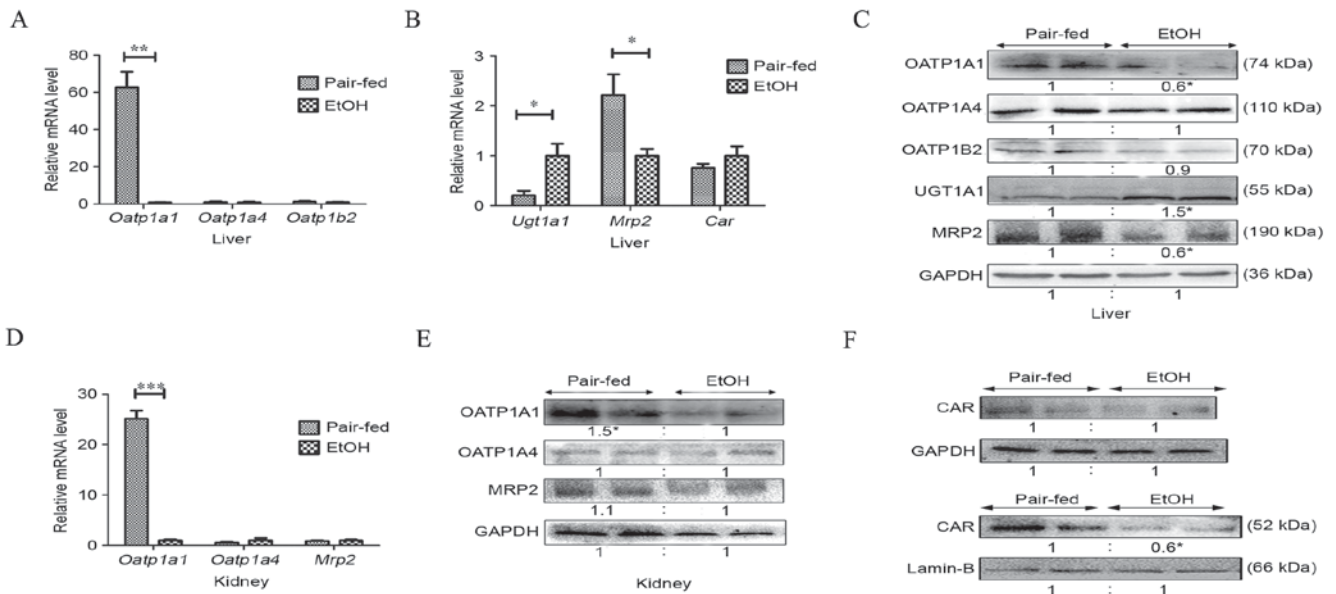 A
Relative mRNA level
80
60
40
20
0
**
Pair-fed
EtOH
Oatp1a1 Oatp1a4 Oatp1b2
Liver
B
Relative mRNA level
3
2
1
0
*
*
Pair-fed
EtOH
Ugt1a1 Mrp2 Car
Liver
C
Pair-fed EtOH
OATP1A1 (74 kDa)
1 : 0.6*
OATP1A4 (110 kDa)
1 : 1
OATP1B2 (70 kDa)
1 : 0.9
UGT1A1 (55 kDa)
1 : 1.5*
MRP2 (190 kDa)
1 : 0.6*
GAPDH (36 kDa)
1 : 1
Liver
D
Relative mRNA level
30
20
10
0
***
Pair-fed
EtOH
Oatp1a1 Oatp1a4 Mrp2
Kidney
E
Pair-fed EtOH
OATP1A1
1.5* : 1
OATP1A4
1 : 1
MRP2
1.1 : 1
GAPDH
1 : 1
Kidney
F
Pair-fed EtOH
CAR
1 : 1
GAPDH
1 : 1
Pair-fed EtOH
CAR (52 kDa)
1 : 0.6*
Lamin-B (66 kDa)
1 : 1